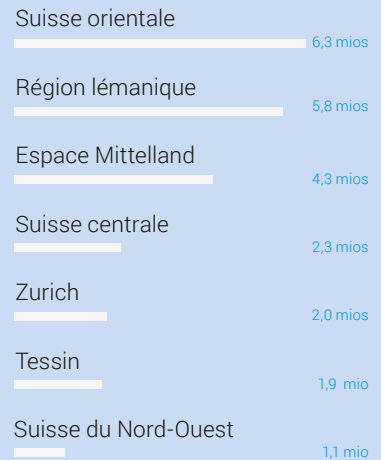 Suisse orientale
6,3 mios
Région lémanique
5,8 mios
Espace Mittelland
4,3 mios
Suisse centrale
2,3 mios
Zurich
2,0 mios
Tessin
1,9 mio
Suisse du Nord-Ouest
1,1 mio